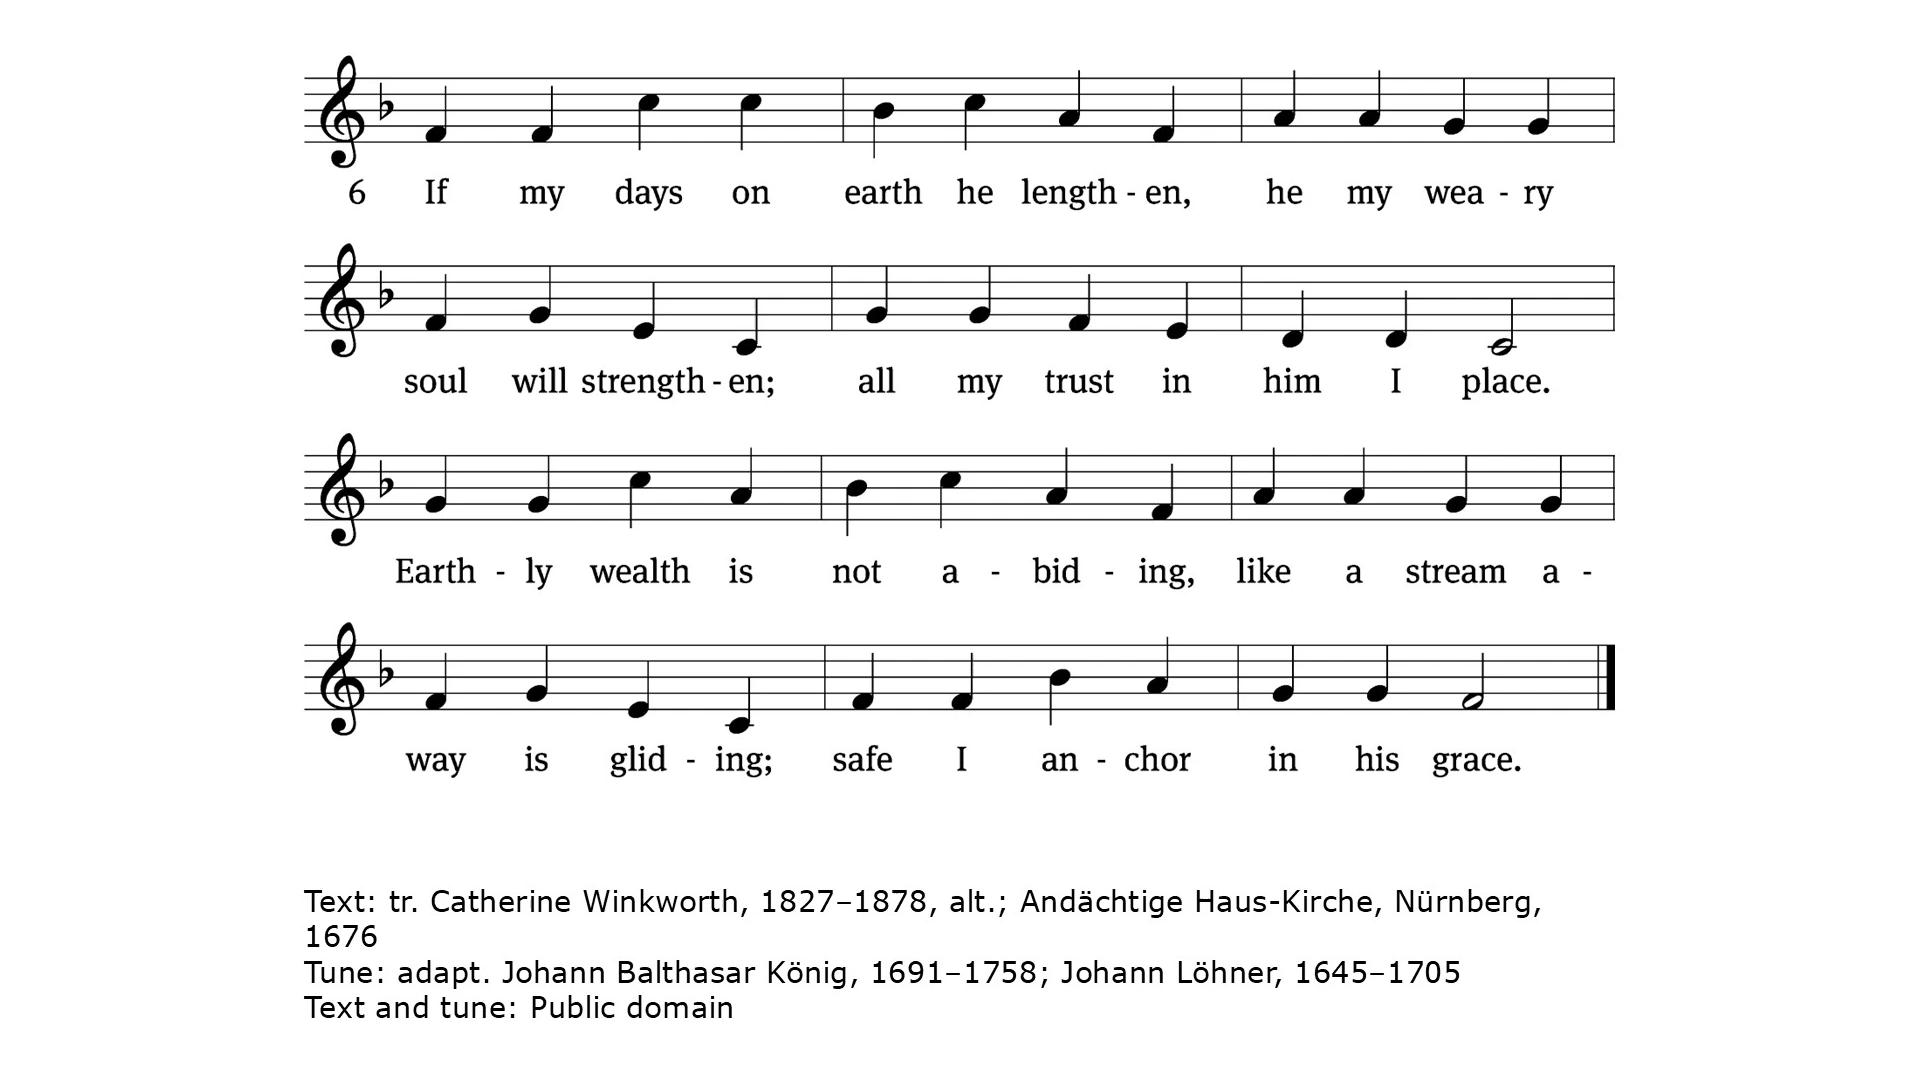 6 If my days on earth he length - en, he my wea - ry
soul will strength - en; all my trust in him I place.
Earth - ly wealth is not a - bid - ing, like a stream a -
way is glid - ing; safe I an - chor in his grace.
Text: tr. Catherine Winkworth, 1827–1878, alt.; Andächtige Haus-Kirche, Nürnberg,
1676
Tune: adapt. Johann Balthasar König, 1691–1758; Johann Löhner, 1645–1705
Text and tune: Public domain